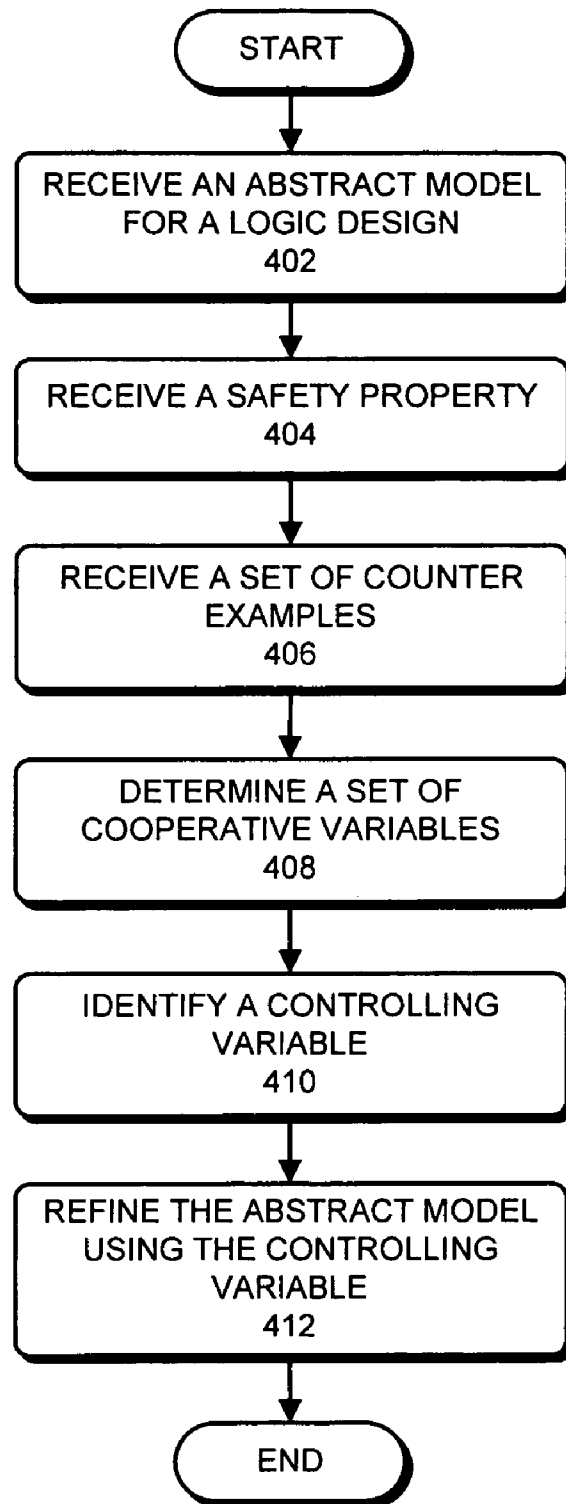 START
RECEIVE AN ABSTRACT MODEL
FOR A LOGIC DESIGN
402
RECEIVE A SAFETY PROPERTY
404
RECEIVE A SET OF COUNTER
EXAMPLES
406
DETERMINE A SET OF
COOPERATIVE VARIABLES
408
IDENTIFY A CONTROLLING
VARIABLE
410
REFINE THE ABSTRACT MODEL
USING THE CONTROLLING
VARIABLE
412
END